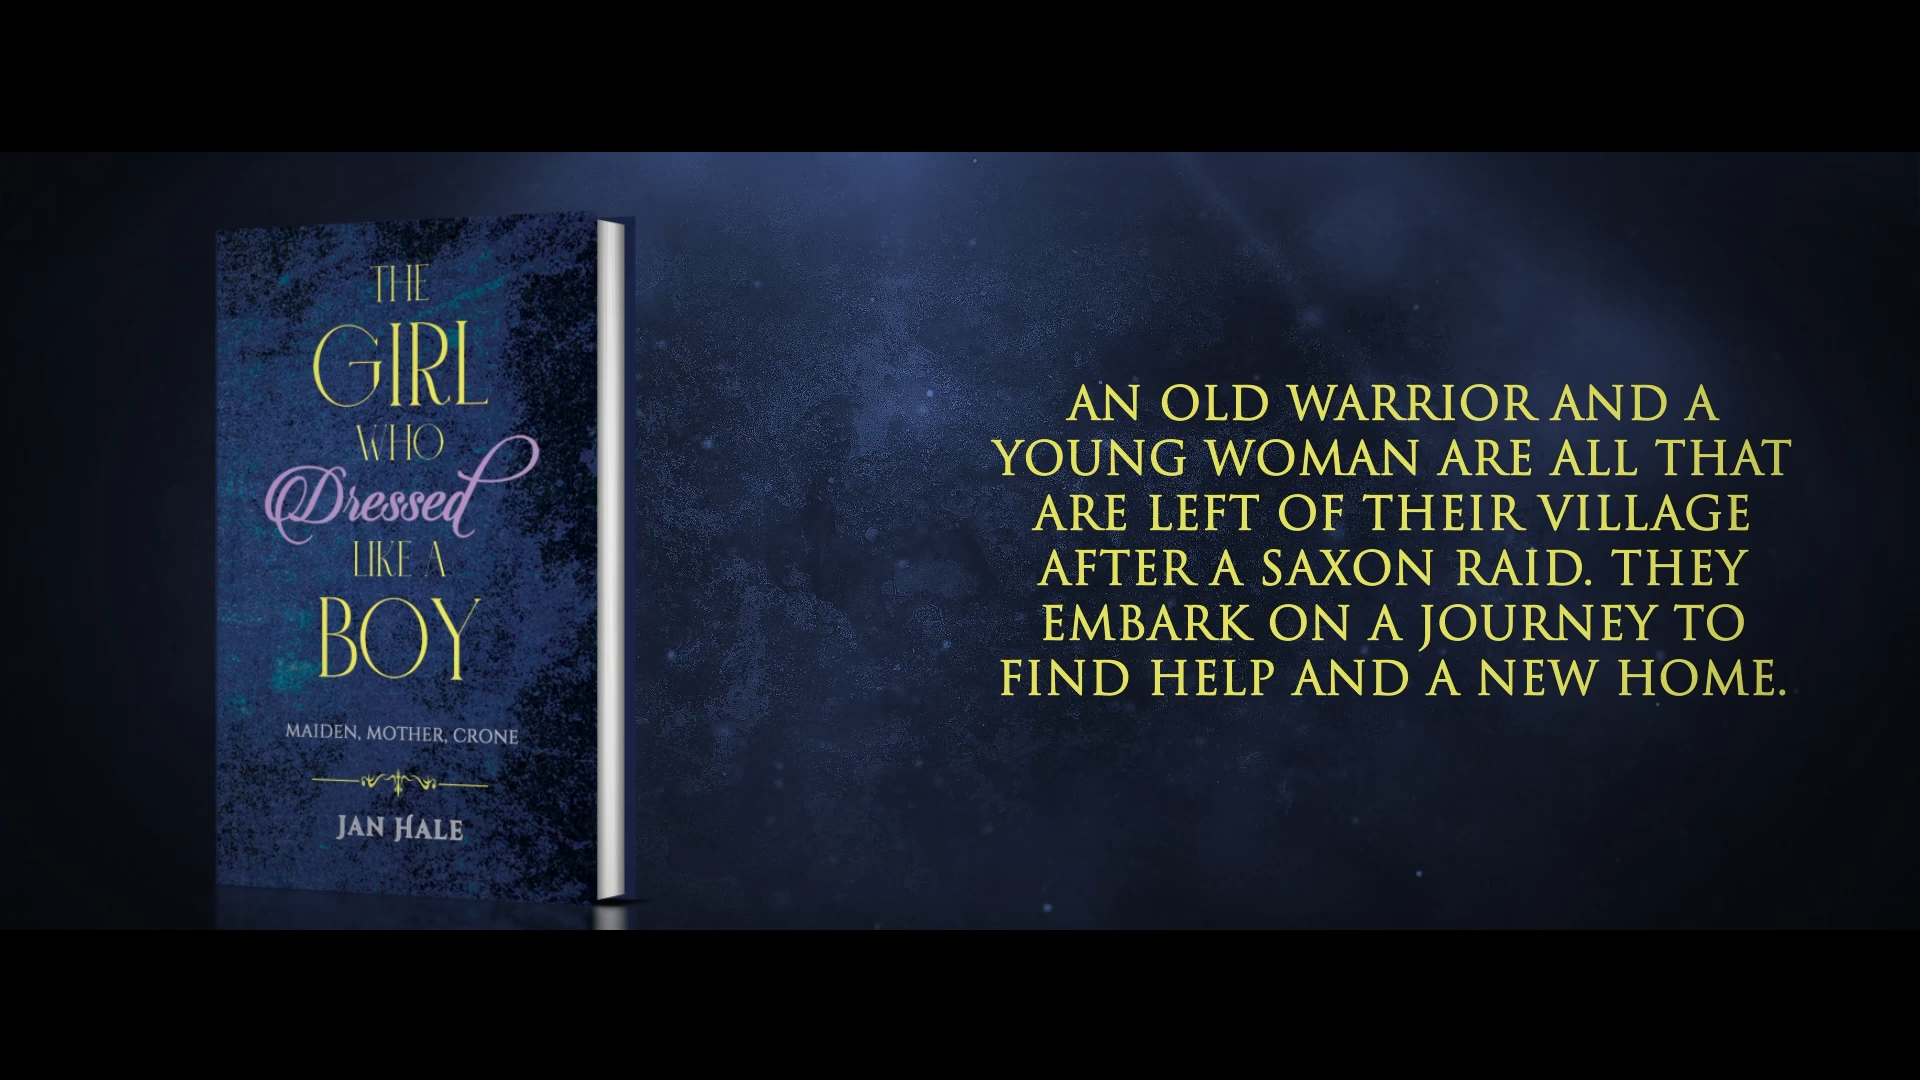 THE
GIRL
WHO
Dressed
LIKE A
BOY
MAIDEN, MOTHER, CRONE
JAN HALE
AN OLD WARRIOR AND A
YOUNG WOMAN ARE ALL THAT
ARE LEFT OF THEIR VILLAGE
AFTER A SAXON RAID. THEY
EMBARK ON A JOURNEY TO
FIND HELP AND A NEW HOME.